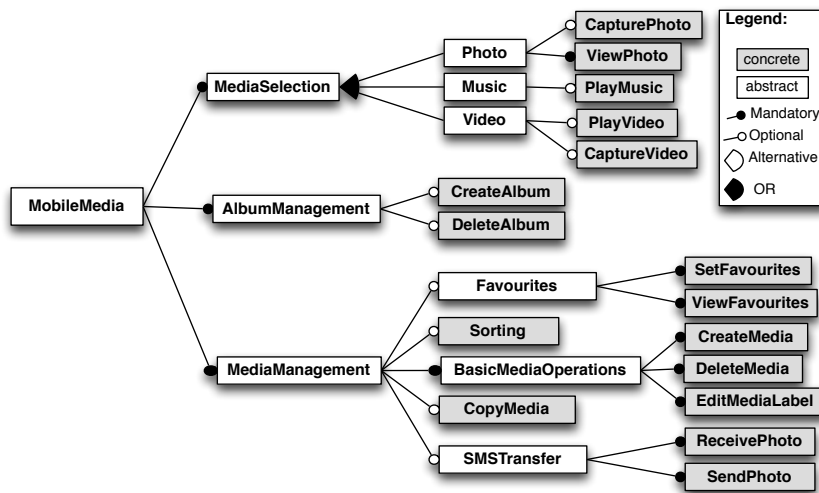 Legend:
concrete
abstract
Mandatory
Optional
Alternative
OR
MobileMedia
MediaSelection
Photo
CapturePhoto
ViewPhoto
Music
PlayMusic
Video
PlayVideo
CaptureVideo
AlbumManagement
CreateAlbum
DeleteAlbum
MediaManagement
Favourites
SetFavourites
ViewFavourites
Sorting
BasicMediaOperations
CreateMedia
DeleteMedia
EditMediaLabel
CopyMedia
SMSTransfer
ReceivePhoto
SendPhoto